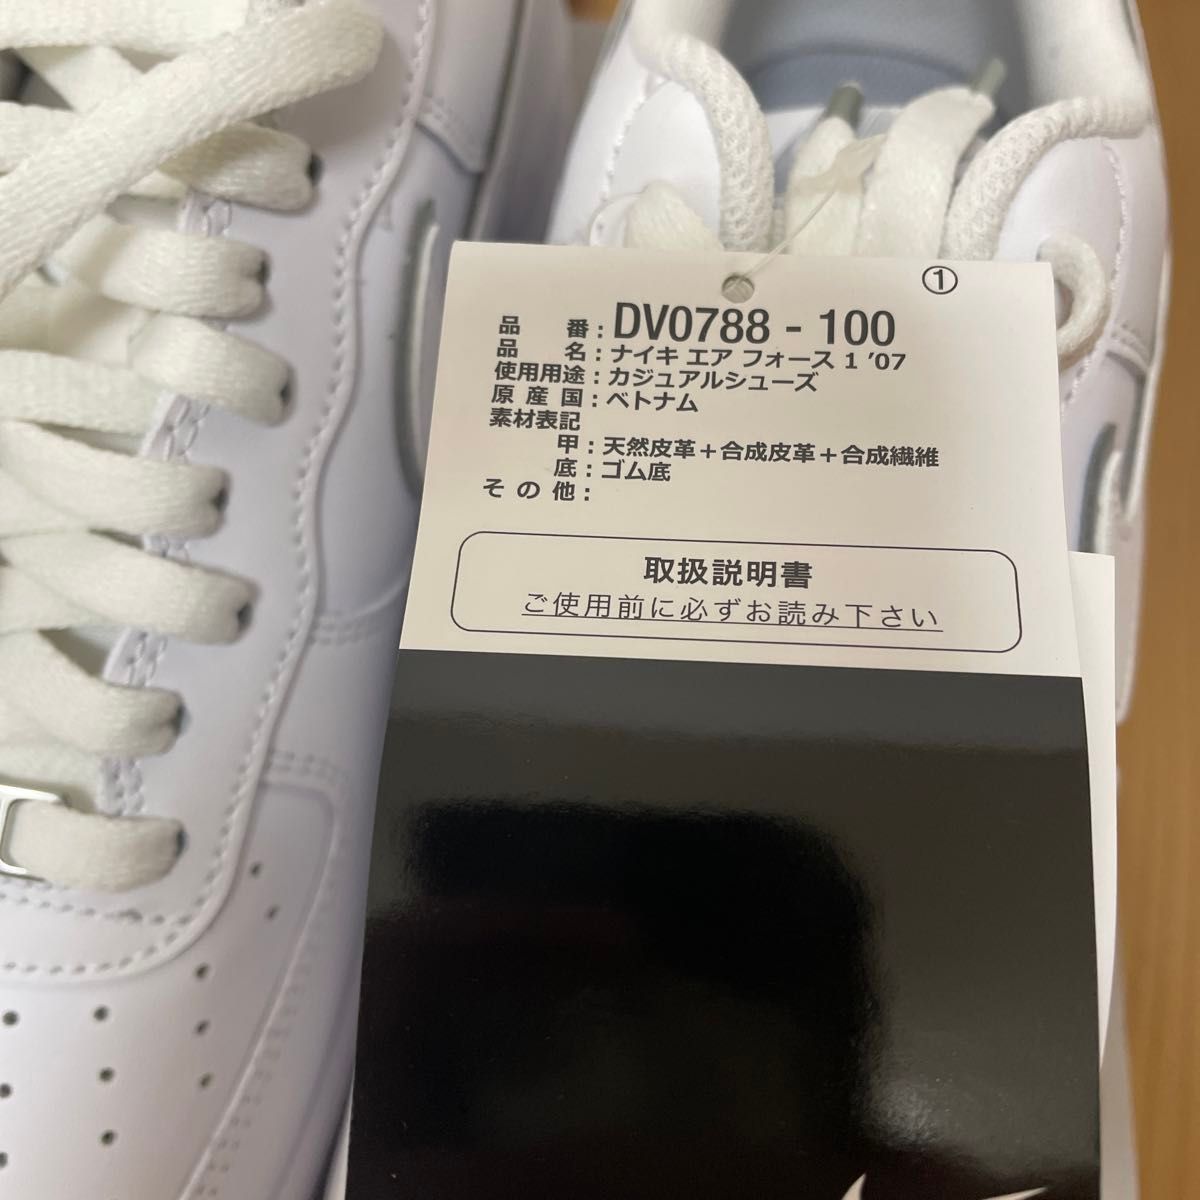 ①
品 番：DV0788 - 100
品 名：ナイキ エア フォース 1 ’07
使用用途：カジュアルシューズ
原 産 国：ベトナム
素材表記
甲：天然皮革＋合成皮革＋合成繊維
底：ゴム底
そ の 他：
取扱説明書
ご使用前に必ずお読み下さい